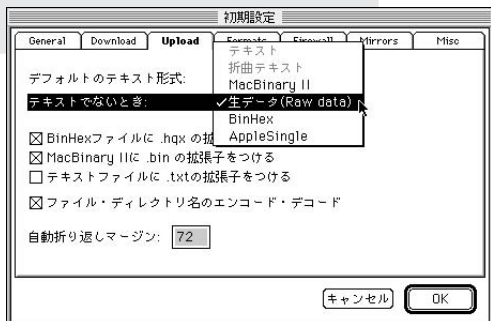 初期設定
General Download Upload Formats Firewall Mirrors Misc
テキスト
折曲テキスト
デフォルトのテキスト形式:
MacBinary II
テキストでないとき:
✓生データ(Raw data)
BinHex
AppleSingle
BinHexファイルに .hqx の拡
MacBinary IIに .bin の拡張子をつける
テキストファイルに .txtの拡張子をつける
ファイル・ディレクトリ名のエンコード・デコード
自動折り返しマージン: 72
キャンセル OK